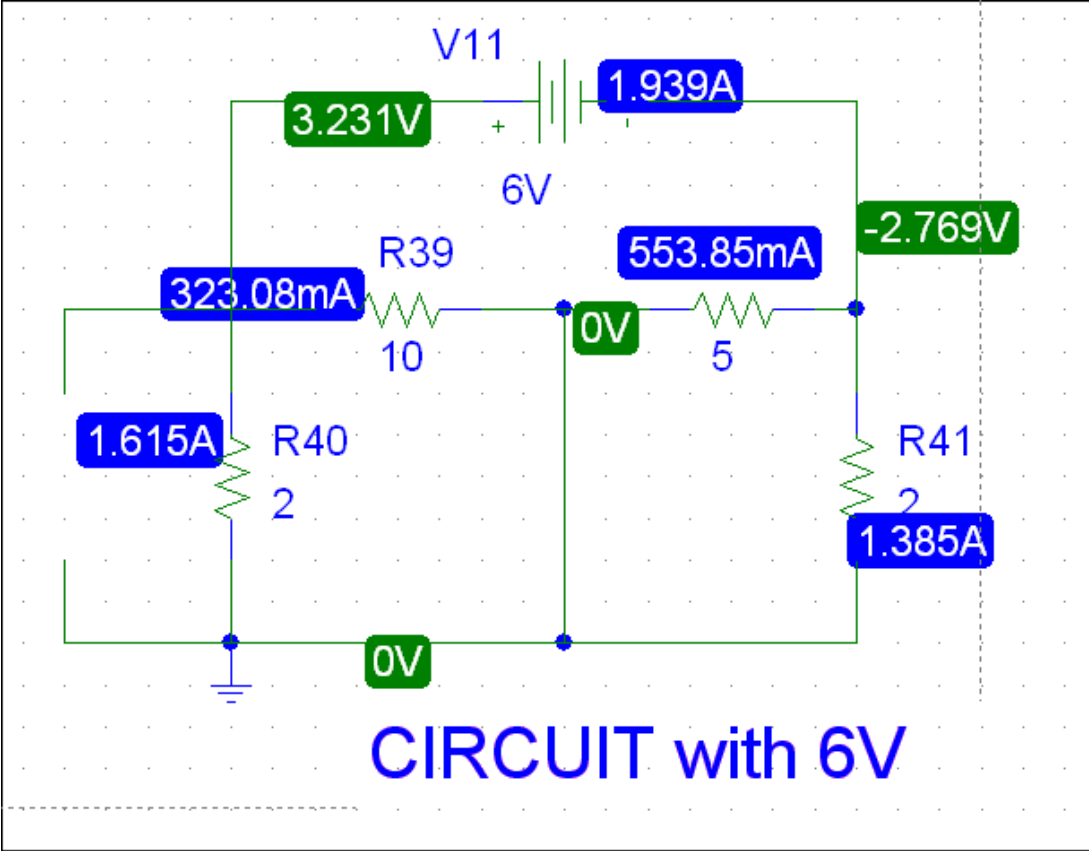 V11
1.939A
3.231V
+
-
6V
-2.769V
R39
553.85mA
323.08mA
0V
10
5
1.615A
R40
R41
2
2
1.385A
0V
CIRCUIT with 6V